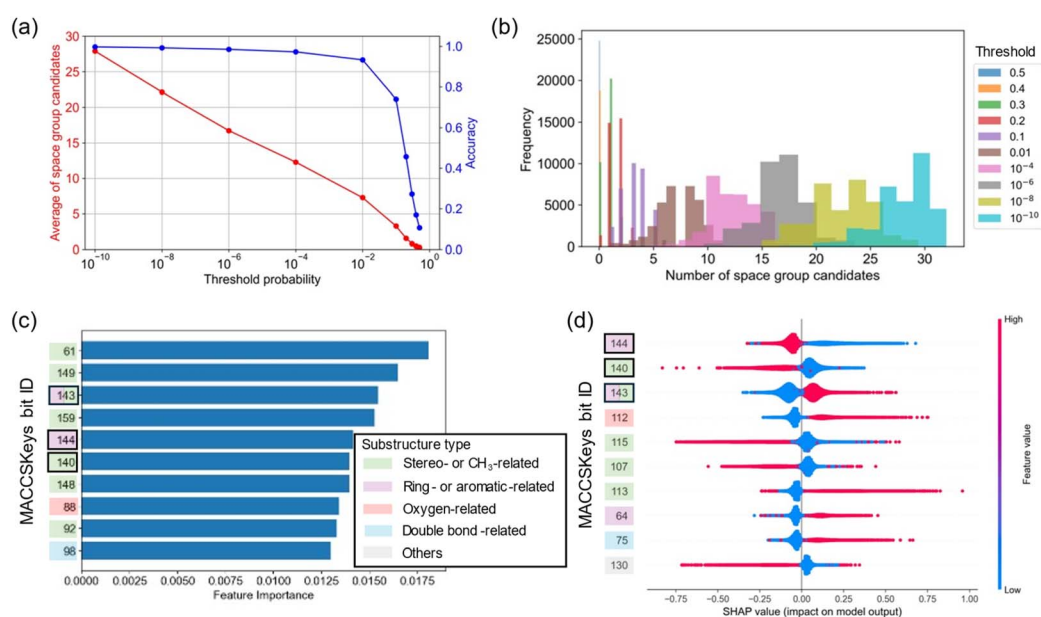 (a)
30
25
20
15
10
5
0
Average of space group candidates
1.0
0.8
0.6
0.4
0.2
0.0
Accuracy
10⁻¹⁰ 10⁻⁸ 10⁻⁶ 10⁻⁴ 10⁻² 10⁰
Threshold probability
(b)
25000
20000
15000
10000
5000
0
Frequency
0 5 10 15 20 25 30
Number of space group candidates
Threshold
0.5
0.4
0.3
0.2
0.1
0.01
10⁻⁴
10⁻⁶
10⁻⁸
10⁻¹⁰
(c)
MACCSKeys bit ID
61
149
143
159
144
140
148
88
92
98
Substructure type
Stereo- or CH₃-related
Ring- or aromatic-related
Oxygen-related
Double bond-related
Others
0.0000 0.0025 0.0050 0.0075 0.0100 0.0125 0.0150 0.0175
Feature Importance
(d)
MACCSKeys bit ID
144
140
143
112
115
107
113
64
75
130
−0.75 −0.50 −0.25 0.00 0.25 0.50 0.75 1.00
SHAP value (impact on model output)
High
Feature value
Low